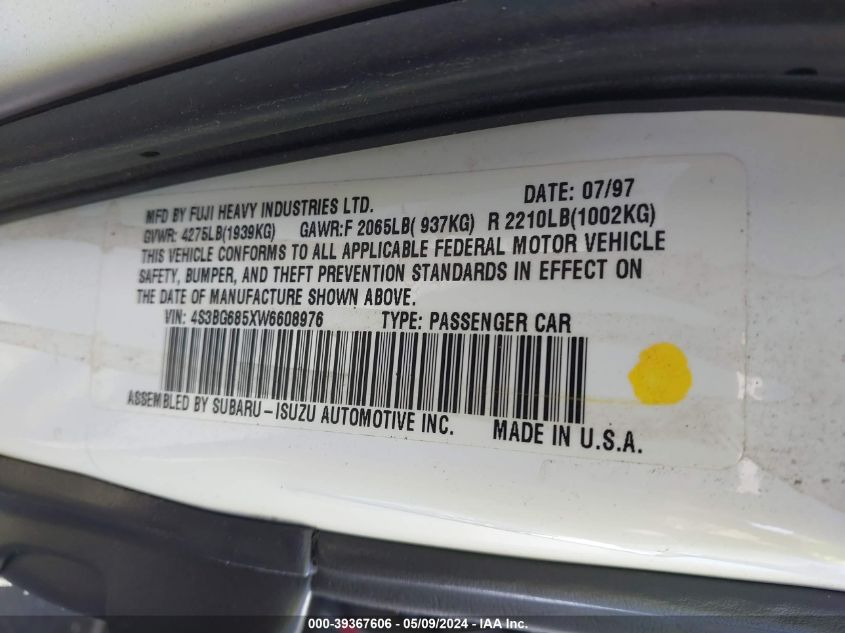 MFD BY FUJI HEAVY INDUSTRIES LTD. DATE: 07/97
GVWR: 4275LB(1939KG) GAWR:F 2065LB( 937KG) R 2210LB(1002KG)
THIS VEHICLE CONFORMS TO ALL APPLICABLE FEDERAL MOTOR VEHICLE
SAFETY, BUMPER, AND THEFT PREVENTION STANDARDS IN EFFECT ON
THE DATE OF MANUFACTURE SHOWN ABOVE.
VIN: 4S3BG685XW6608976 TYPE: PASSENGER CAR
ASSEMBLED BY SUBARU-ISUZU AUTOMOTIVE INC. MADE IN U.S.A.
000-39367606 - 05/09/2024 - IAA Inc.